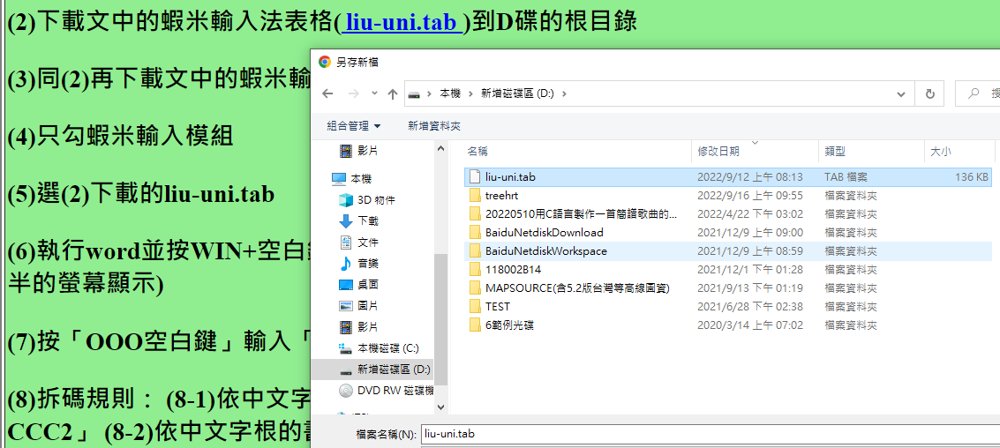 (2)下載文中的蝦米輸入法表格( liu-uni.tab )到D碟的根目錄
(3)同(2)再下載文中的蝦米輸
(4)只勾蝦米輸入模組
(5)選(2)下載的liu-uni.tab
(6)執行word並按WIN+空白鍵
半的螢幕顯示)
(7)按「OOO空白鍵」輸入「
(8)拆碼規則： (8-1)依中文字
CCC2」 (8-2)依中文字根的書
另存新檔
本機 › 新增磁碟區 (D:) ›
搜
組合管理 新增資料夾
名稱 修改日期 類型 大小
影片
本機
3D 物件
下載
文件
音樂
桌面
圖片
影片
本機磁碟 (C:)
新增磁碟區 (D:)
DVD RW 磁碟機
liu-uni.tab 2022/9/12 上午 08:13 TAB 檔案 136 KB
treehrt 2022/9/16 上午 09:55 檔案資料夾
20220510用C語言製作一首簡譜歌曲的... 2022/4/22 下午 03:02 檔案資料夾
BaiduNetdiskDownload 2021/12/9 上午 09:00 檔案資料夾
BaiduNetdiskWorkspace 2021/12/9 上午 08:59 檔案資料夾
118002B14 2021/12/1 下午 01:28 檔案資料夾
MAPSOURCE(含5.2版台灣等高線圖資) 2021/9/13 下午 01:19 檔案資料夾
TEST 2021/6/28 下午 02:38 檔案資料夾
6範例光碟 2020/3/14 上午 07:02 檔案資料夾
檔案名稱(N): liu-uni.tab